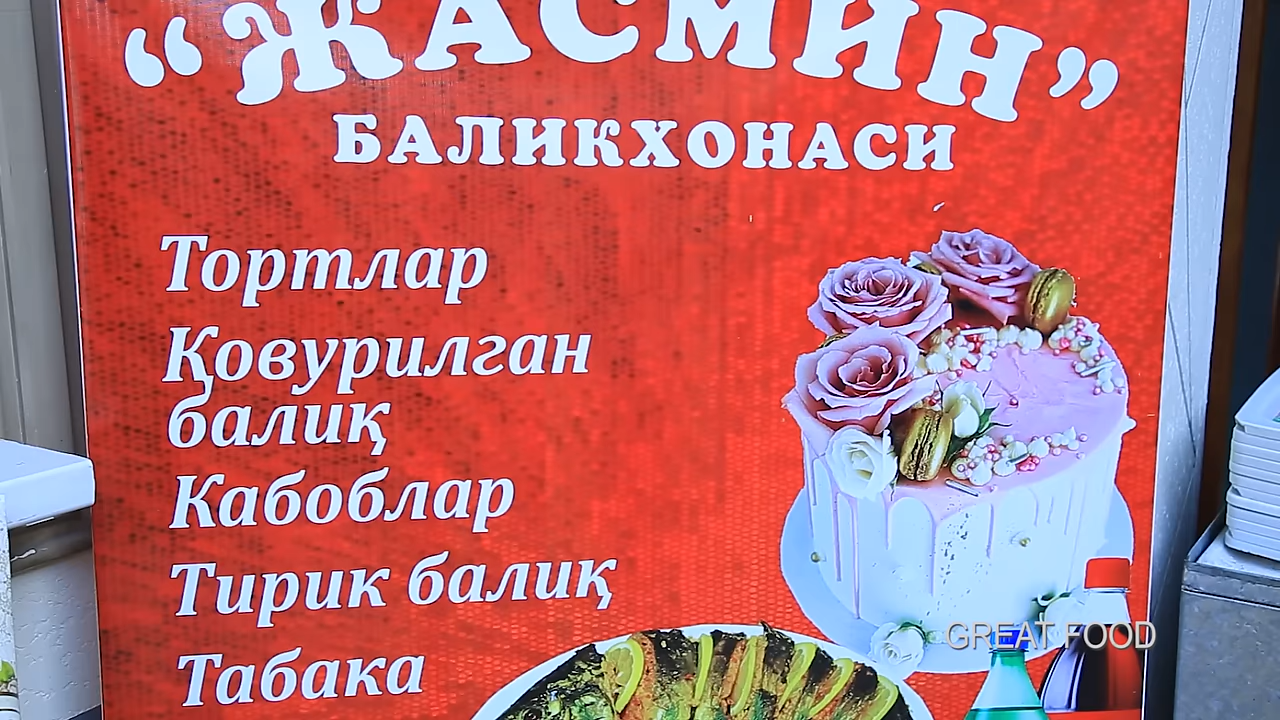 “ЖАСМИН”
БАЛИКХОНАСИ
Тортлар
Қовурилган
балиқ
Кабоблар
Тирик балиқ
Табака
GREAT FOOD